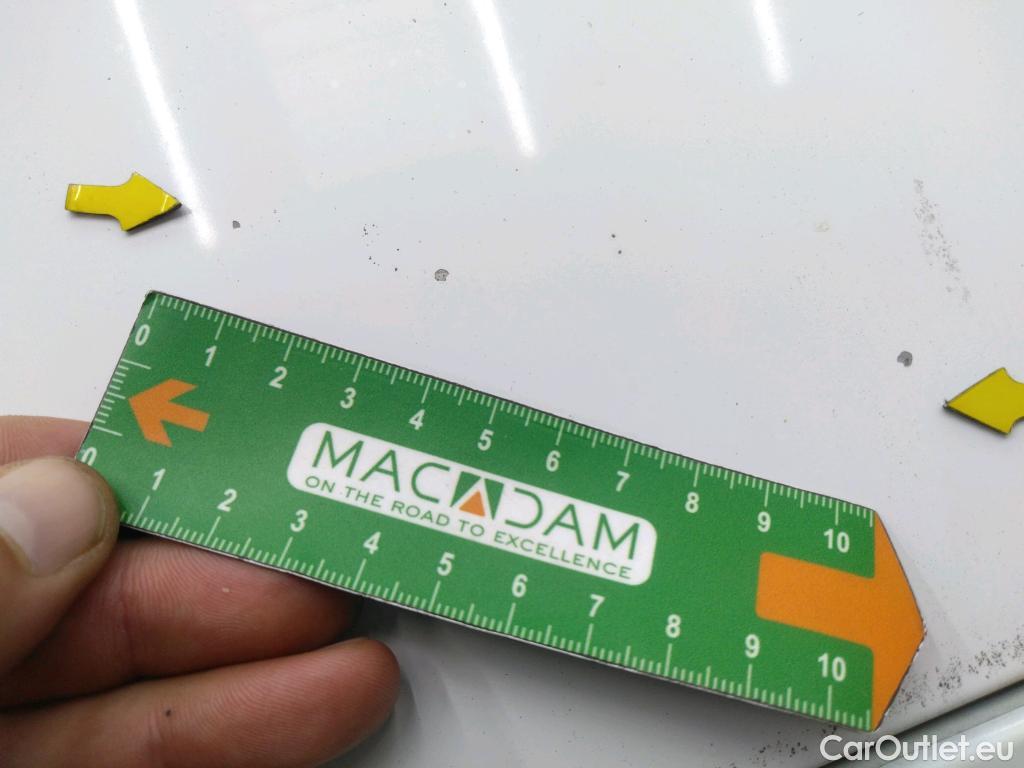 0 1 2 3 4 5 6 7 8 9 10
MACADAM
ON THE ROAD TO EXCELLENCE
0 1 2 3 4 5 6 7 8 9 10
CarOutlet.eu